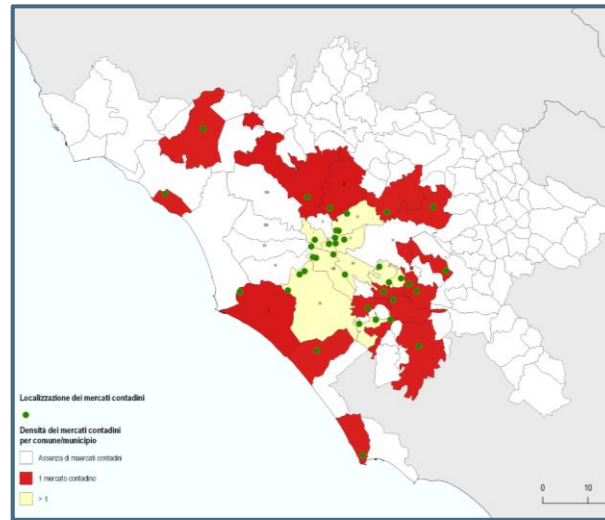 Localizzazione dei mercati contadini
Densità dei mercati contadini
per comune/municipio
Assenza di maercati contadini
1 mercato contadino
> 1
0 10